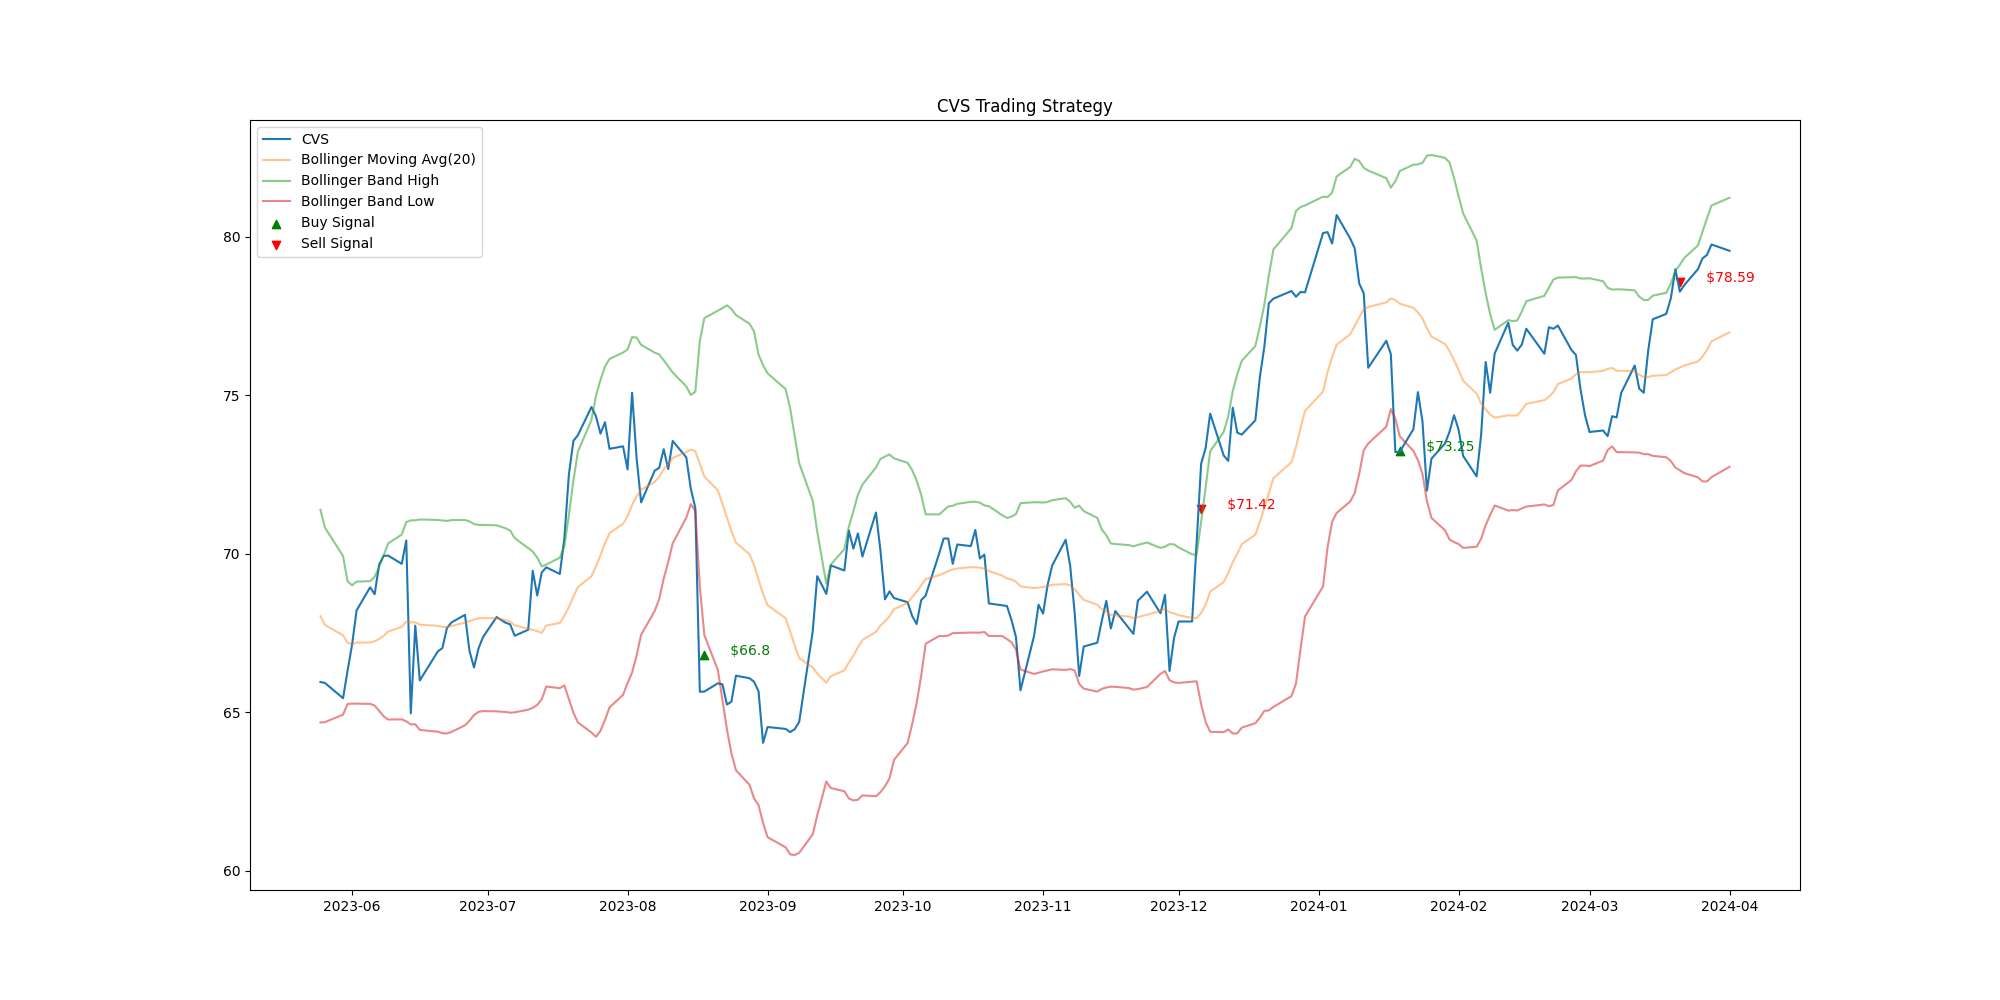 CVS Trading Strategy
CVS
Bollinger Moving Avg(20)
Bollinger Band High
Bollinger Band Low
Buy Signal
Sell Signal
80
75
70
65
60
$66.8
$71.42
$73.25
$78.59
2023-06 2023-07 2023-08 2023-09 2023-10 2023-11 2023-12 2024-01 2024-02 2024-03 2024-04